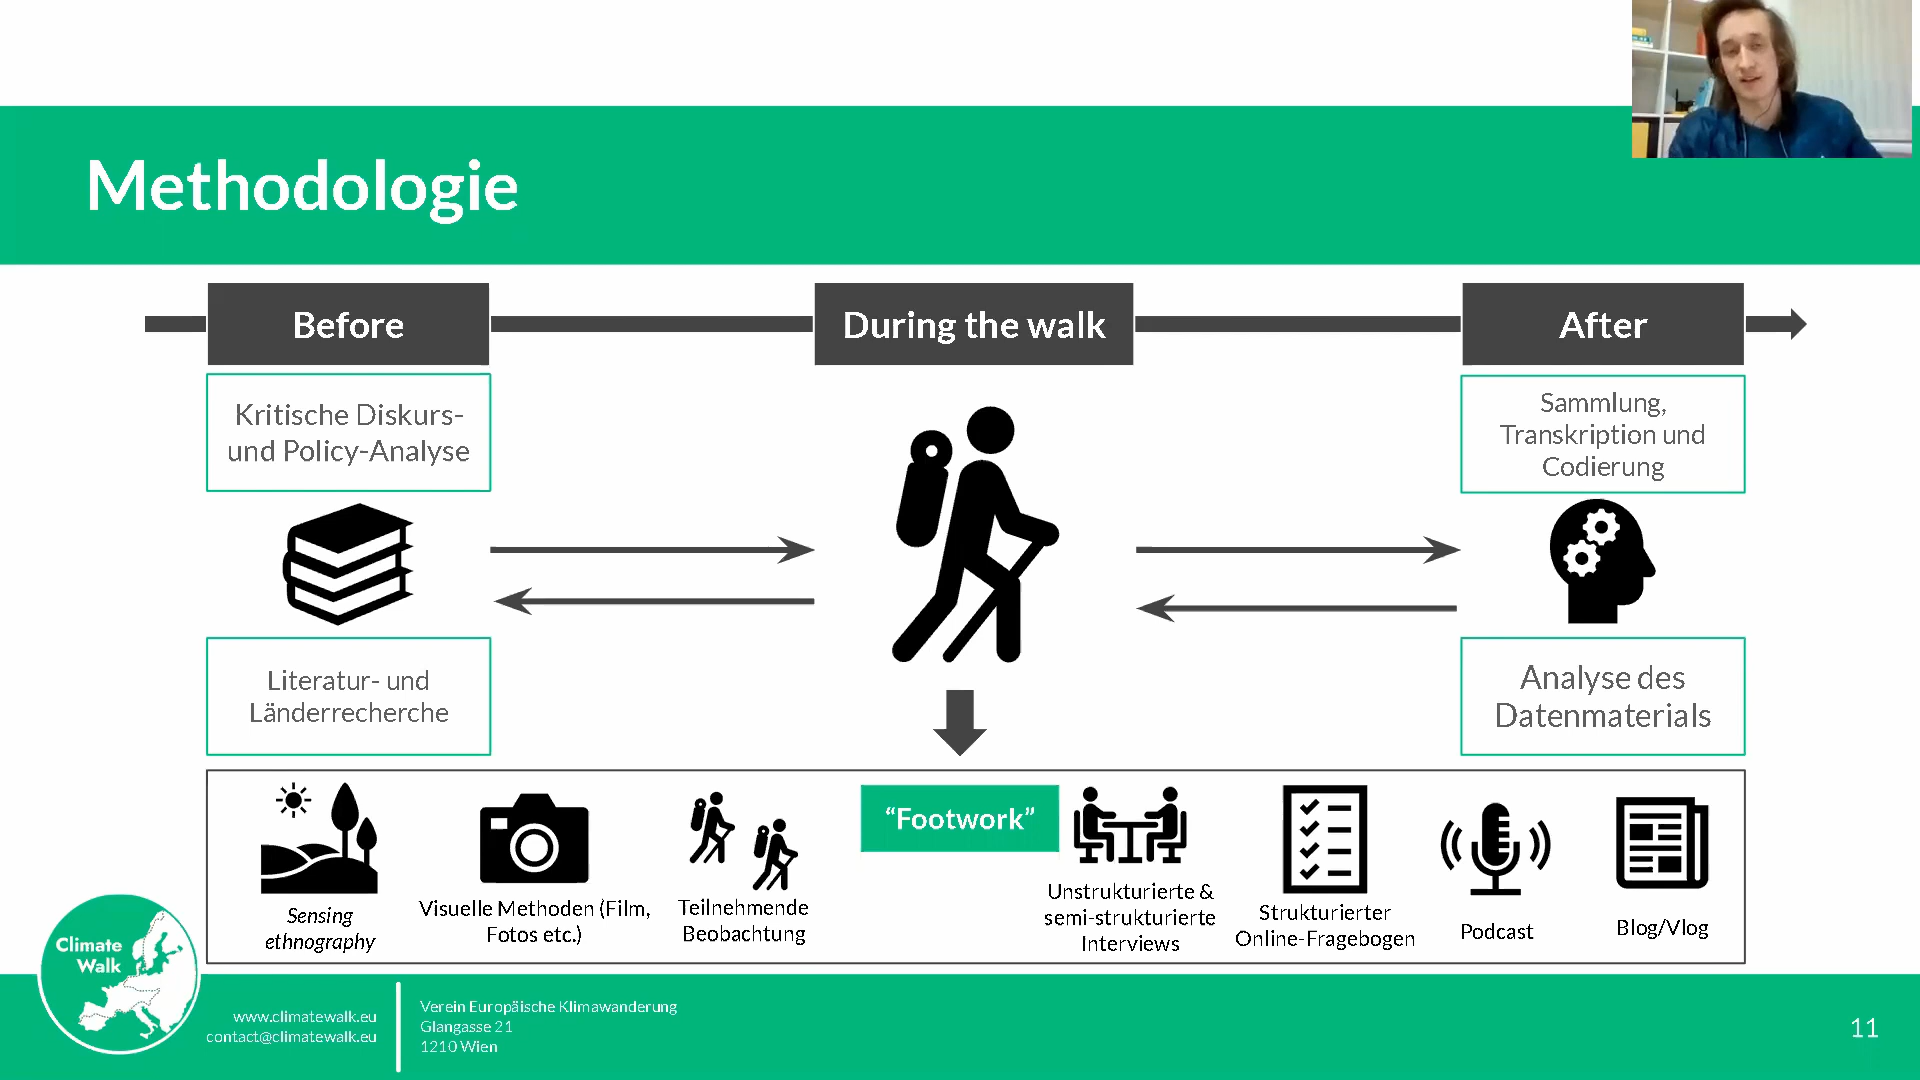 Methodologie
Before
During the walk
After
Kritische Diskurs-
und Policy-Analyse
Sammlung,
Transkription und
Codierung
Literatur- und
Länderrecherche
Analyse des
Datenmaterials
“Footwork”
Sensing
ethnography
Visuelle Methoden (Film,
Fotos etc.)
Teilnehmende
Beobachtung
Unstrukturierte &
semi-strukturierte
Interviews
Strukturierter
Online-Fragebogen
Podcast
Blog/Vlog
Climate
Walk
www.climatewalk.eu
contact@climatewalk.eu
Verein Europäische Klimawanderung
Glangasse 21
1210 Wien
11